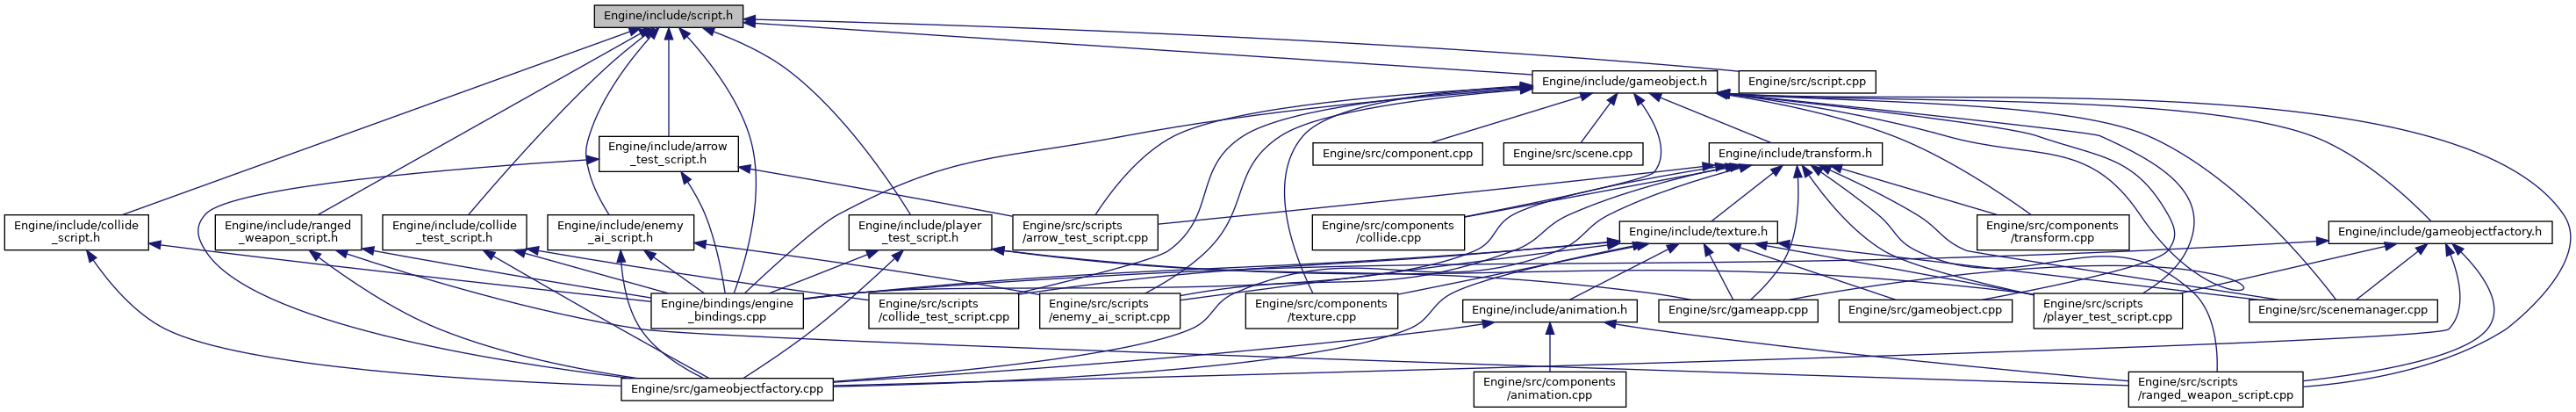 Engine/include/script.h
Engine/include/gameobject.h
Engine/src/script.cpp
Engine/include/arrow
_test_script.h
Engine/src/component.cpp
Engine/src/scene.cpp
Engine/include/transform.h
Engine/include/collide
_script.h
Engine/include/ranged
_weapon_script.h
Engine/include/collide
_test_script.h
Engine/include/enemy
_ai_script.h
Engine/include/player
_test_script.h
Engine/src/scripts
/arrow_test_script.cpp
Engine/src/components
/collide.cpp
Engine/include/texture.h
Engine/src/components
/transform.cpp
Engine/include/gameobjectfactory.h
Engine/bindings/engine
_bindings.cpp
Engine/src/scripts
/collide_test_script.cpp
Engine/src/scripts
/enemy_ai_script.cpp
Engine/src/components
/texture.cpp
Engine/include/animation.h
Engine/src/gameapp.cpp
Engine/src/gameobject.cpp
Engine/src/scripts
/player_test_script.cpp
Engine/src/scenemanager.cpp
Engine/src/gameobjectfactory.cpp
Engine/src/components
/animation.cpp
Engine/src/scripts
/ranged_weapon_script.cpp